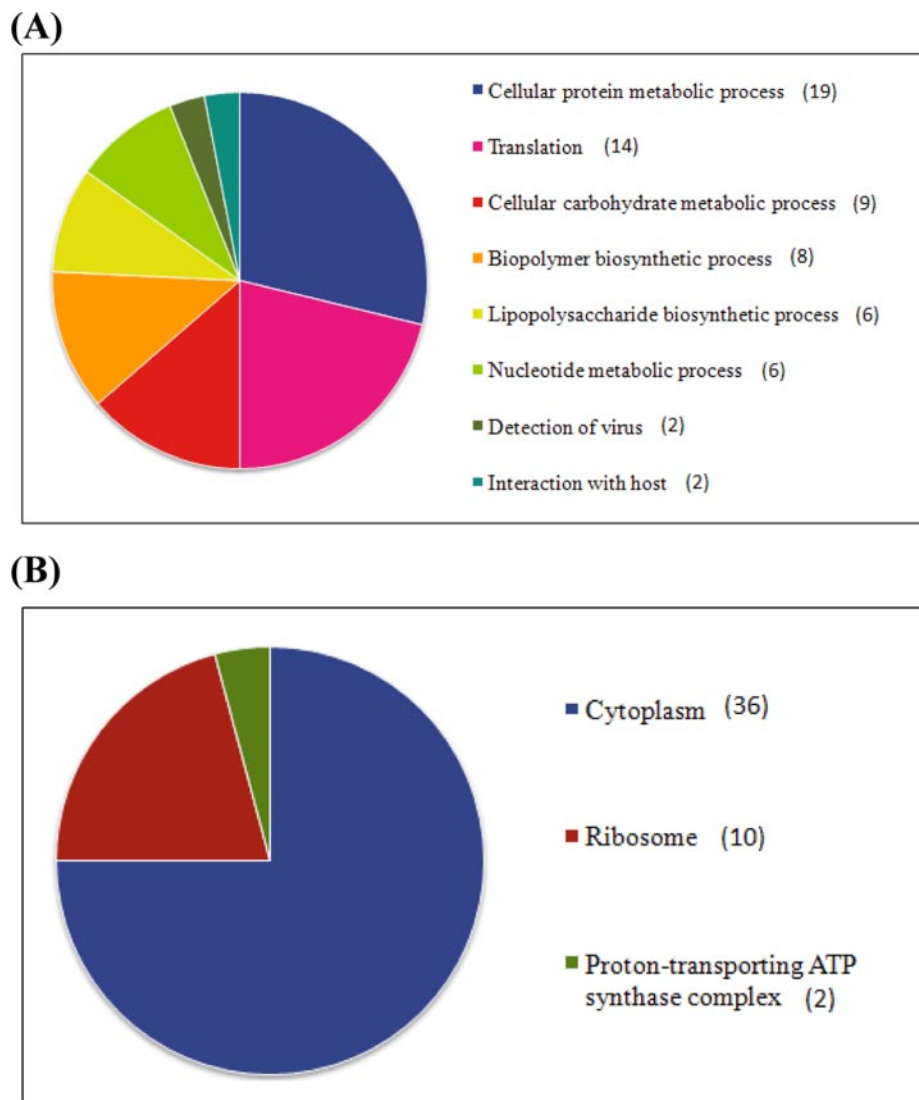 (A)
Cellular protein metabolic process (19)
Translation (14)
Cellular carbohydrate metabolic process (9)
Biopolymer biosynthetic process (8)
Lipopolysaccharide biosynthetic process (6)
Nucleotide metabolic process (6)
Detection of virus (2)
Interaction with host (2)
(B)
Cytoplasm (36)
Ribosome (10)
Proton-transporting ATP
synthase complex (2)